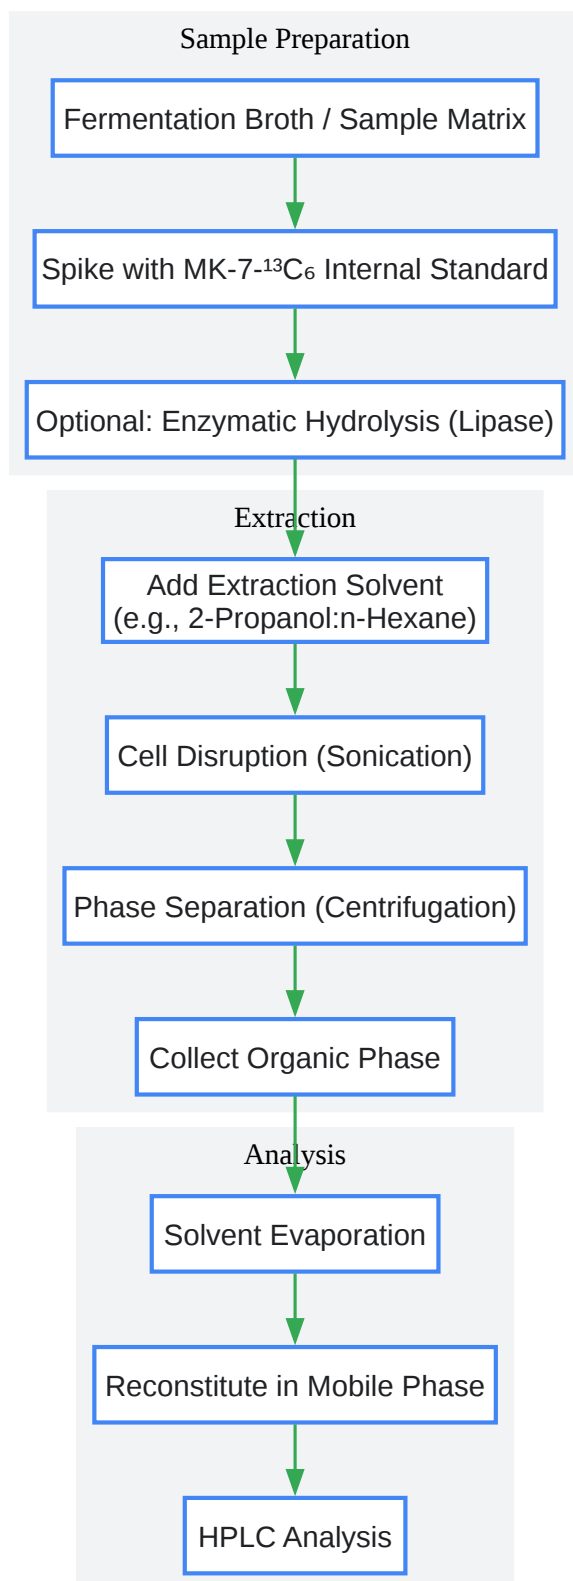 Sample Preparation
Fermentation Broth / Sample Matrix
Spike with MK-7-¹³C₆ Internal Standard
Optional: Enzymatic Hydrolysis (Lipase)
Extraction
Add Extraction Solvent
(e.g., 2-Propanol:n-Hexane)
Cell Disruption (Sonication)
Phase Separation (Centrifugation)
Collect Organic Phase
Analysis
Solvent Evaporation
Reconstitute in Mobile Phase
HPLC Analysis